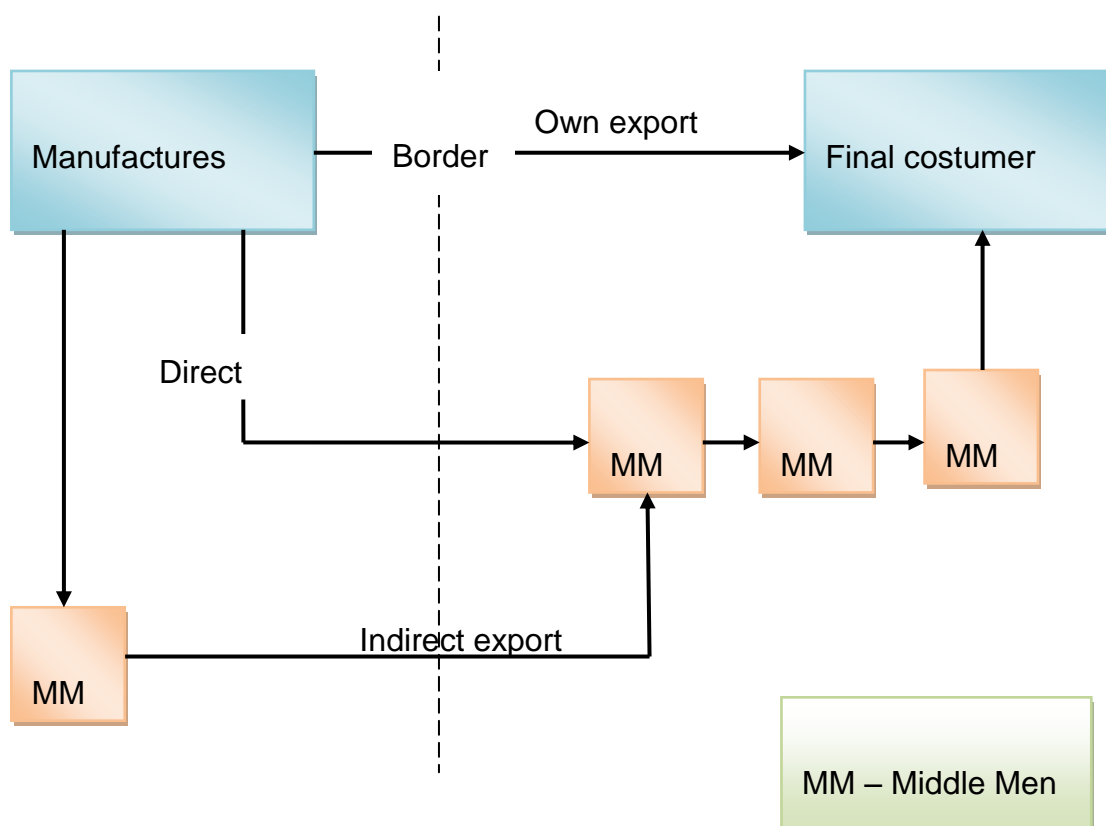 Own export
Manufactures
Border
Final costumer
Direct
MM
MM
MM
Indirect export
MM
MM – Middle Men